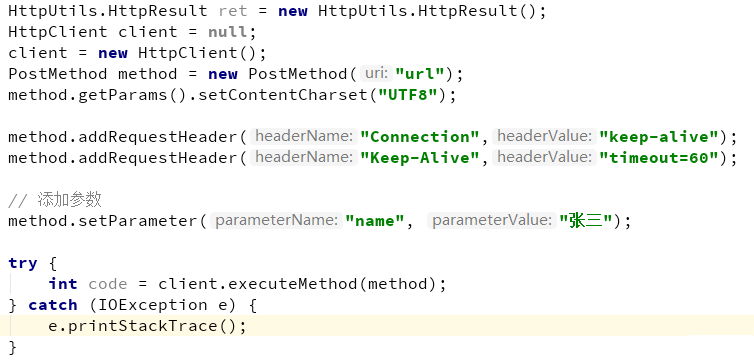 HttpUtils.HttpResult ret = new HttpUtils.HttpResult();
HttpClient client = null;
client = new HttpClient();
PostMethod method = new PostMethod( uri: "url");
method.getParams().setContentCharset("UTF8");
method.addRequestHeader( headerName: "Connection", headerValue: "keep-alive");
method.addRequestHeader( headerName: "Keep-Alive", headerValue: "timeout=60");
// 添加参数
method.setParameter( parameterName: "name", parameterValue: "张三");
try {
int code = client.executeMethod(method);
} catch (IOException e) {
e.printStackTrace();
}